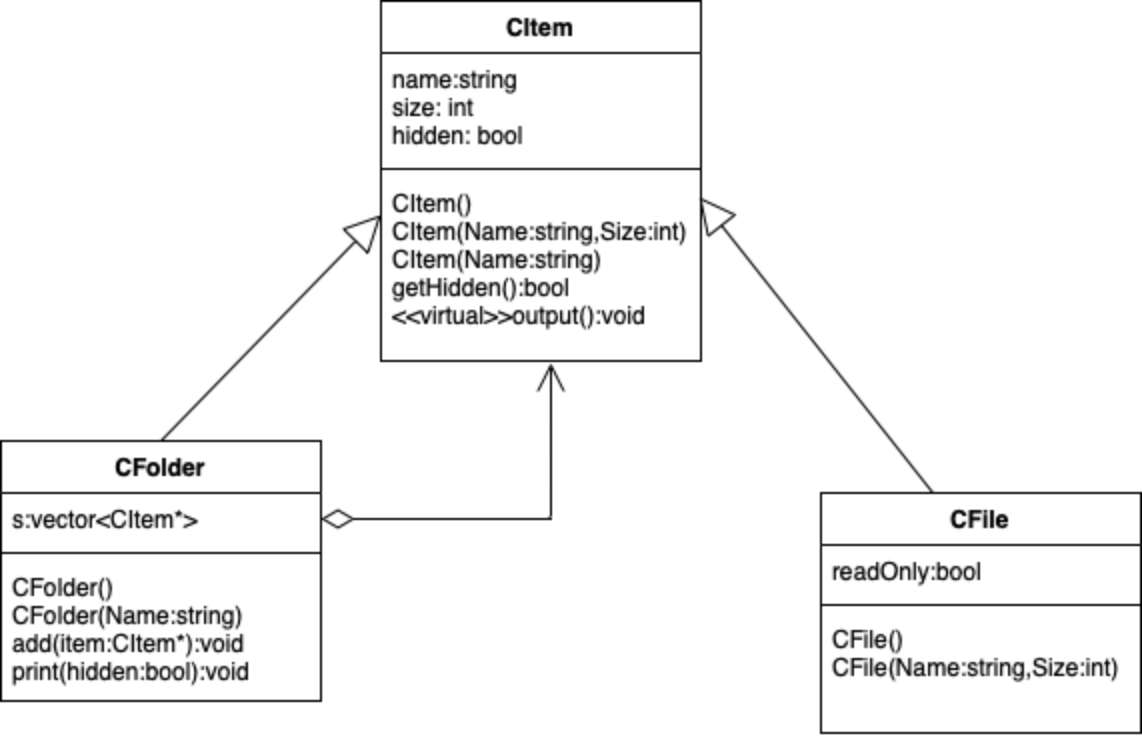 CItem
name:string
size: int
hidden: bool
CItem()
CItem(Name:string,Size:int)
CItem(Name:string)
getHidden():bool
<<virtual>>output():void
CFolder
s:vector<CItem*>
CFolder()
CFolder(Name:string)
add(item:CItem*):void
print(hidden:bool):void
CFile
readOnly:bool
CFile()
CFile(Name:string,Size:int)